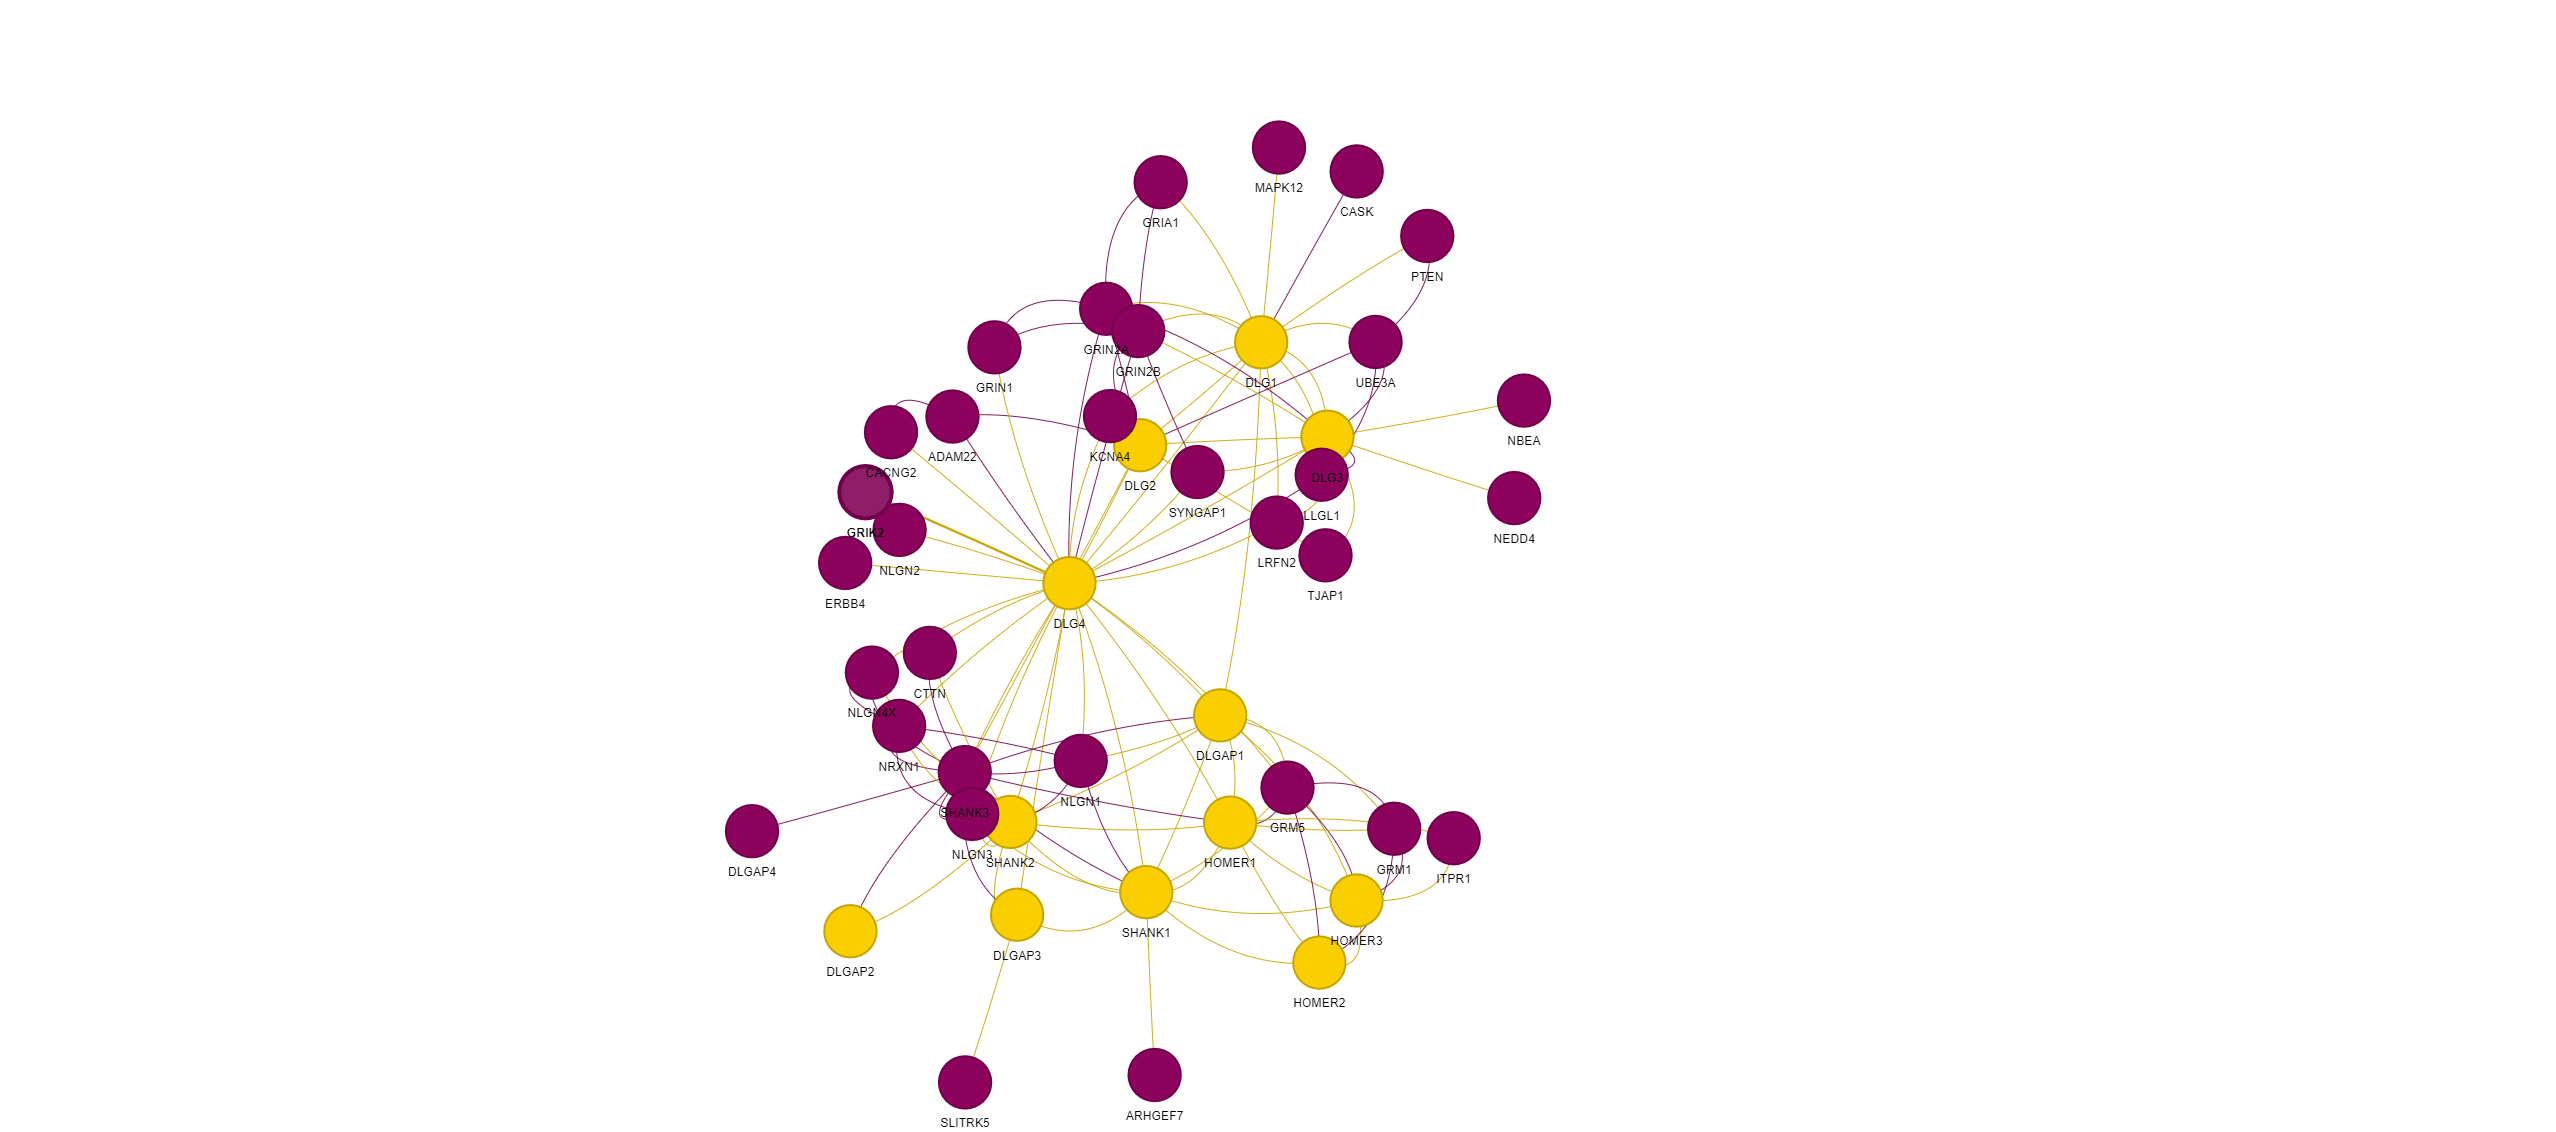 MAPK12
CASK
GRIA1
PTEN
GRIN2A
GRIN2B
DLG1
UBE3A
GRIN1
NBEA
ADAM22
KCNA4
CACNG2
DLG3
DLG2
SYNGAP1
LLGL1
GRIK2
NEDD4
LRFN2
NLGN2
TJAP1
ERBB4
DLG4
CTTN
NLGN4X
DLGAP1
NRXN1
NLGN1
SHANK3
GRM5
NLGN3
SHANK2
HOMER1
GRM1
DLGAP4
ITPR1
SHANK1
HOMER3
DLGAP3
DLGAP2
HOMER2
ARHGEF7
SLITRK5